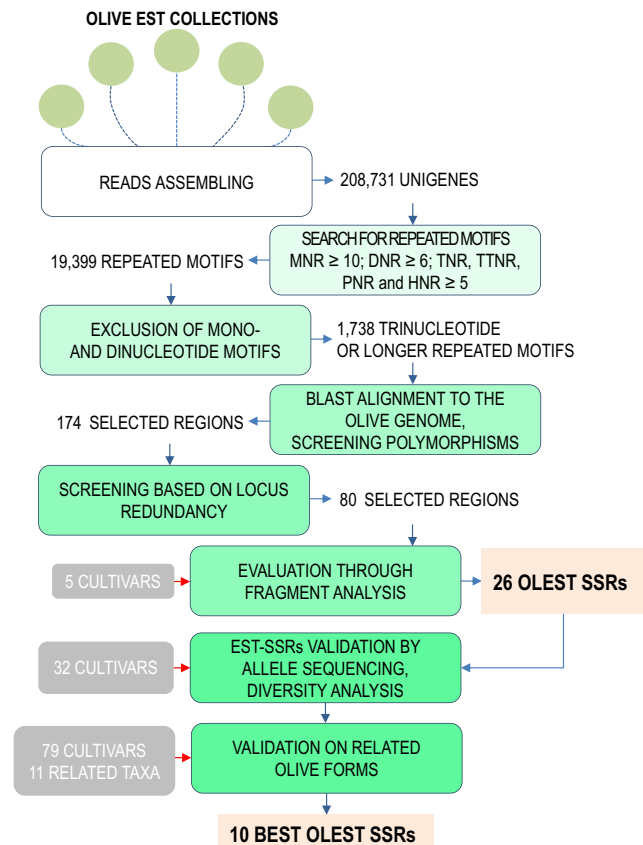 OLIVE EST COLLECTIONS
READS ASSEMBLING
208,731 UNIGENES
SEARCH FOR REPEATED MOTIFS
MNR ≥ 10; DNR ≥ 6; TNR, TTNR,
PNR and HNR ≥ 5
19,399 REPEATED MOTIFS
EXCLUSION OF MONO-
AND DINUCLEOTIDE MOTIFS
1,738 TRINUCLEOTIDE
OR LONGER REPEATED MOTIFS
BLAST ALIGNMENT TO THE
OLIVE GENOME,
SCREENING POLYMORPHISMS
174 SELECTED REGIONS
SCREENING BASED ON LOCUS
REDUNDANCY
80 SELECTED REGIONS
5 CULTIVARS
EVALUATION THROUGH
FRAGMENT ANALYSIS
26 OLEST SSRs
32 CULTIVARS
EST-SSRs VALIDATION BY
ALLELE SEQUENCING,
DIVERSITY ANALYSIS
79 CULTIVARS
11 RELATED TAXA
VALIDATION ON RELATED
OLIVE FORMS
10 BEST OLEST SSRs